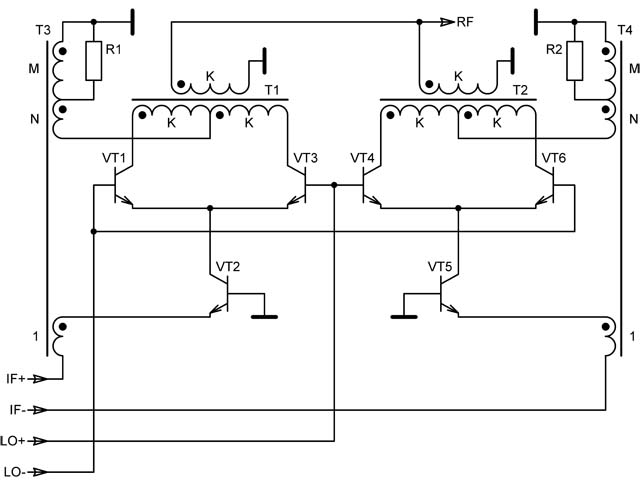 T3 RF T4
R1 R2
M K K M
T1 T2
N K K K K N
VT1 VT3 VT4 VT6
VT2 VT5
1 1
IF+
IF-
LO+
LO-